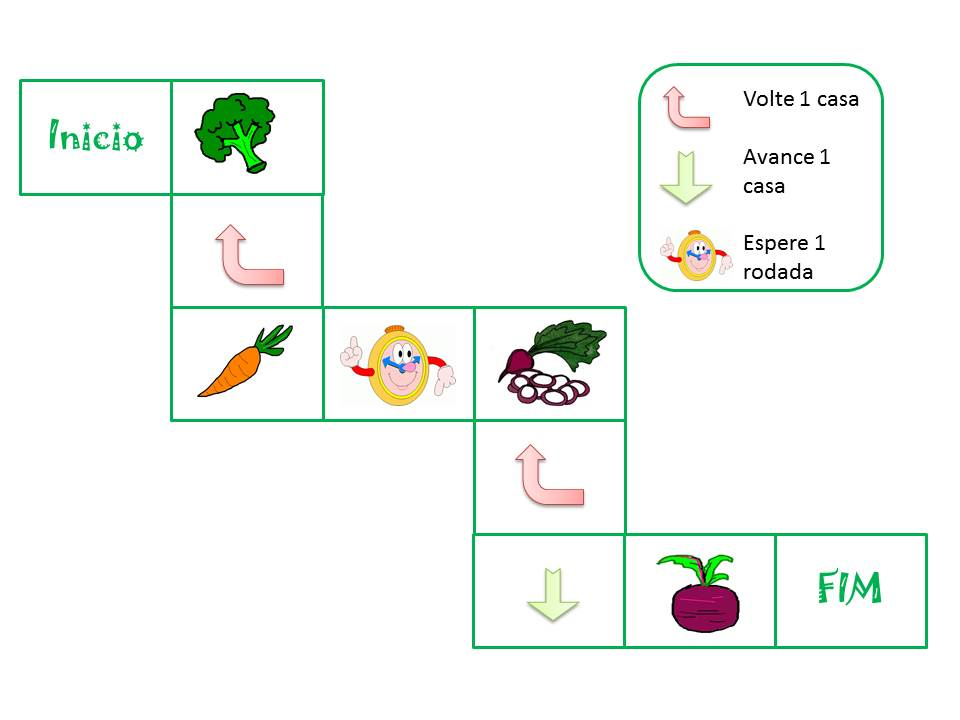 Inicio
Volte 1 casa
Avance 1
casa
Espere 1
rodada
FIM